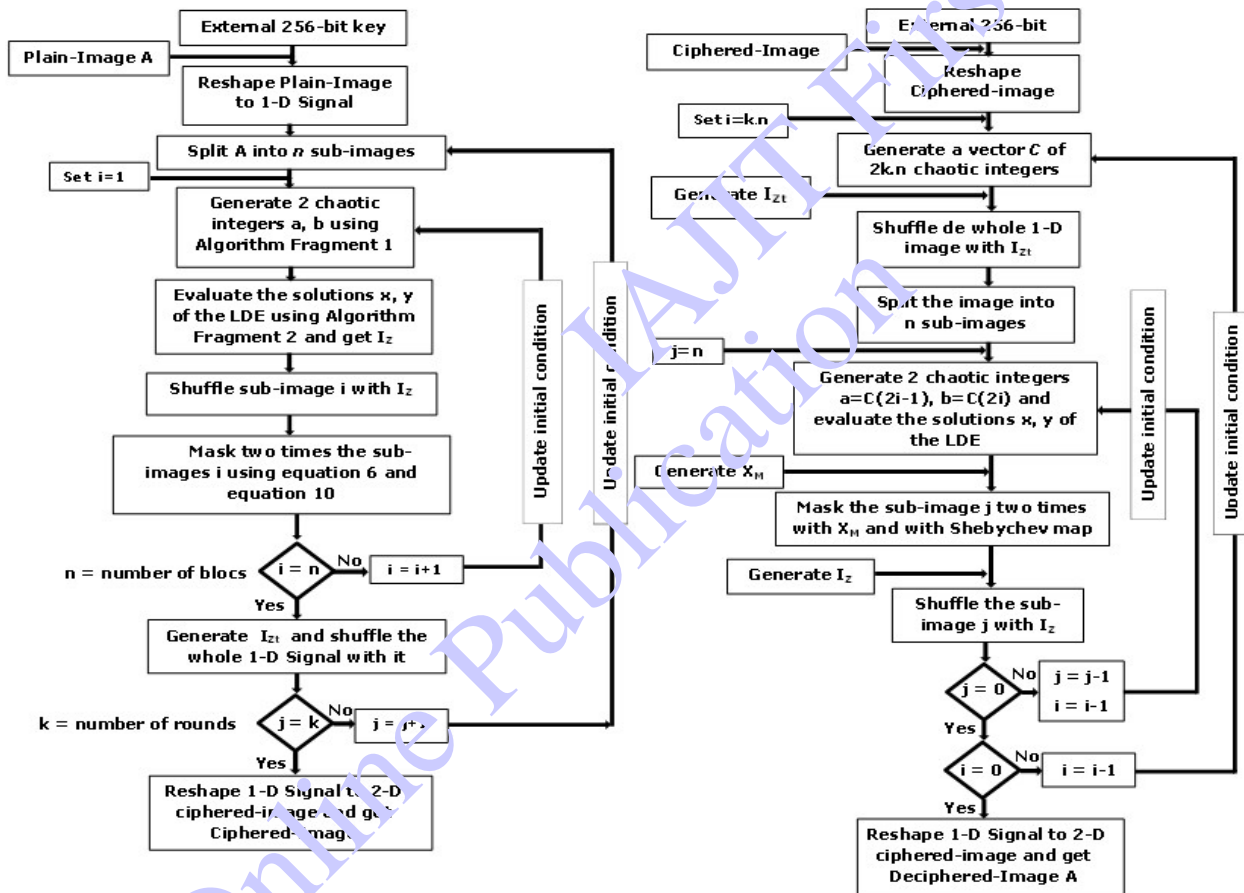 External 256-bit key
Plain-Image A
Reshape Plain-Image
to 1-D Signal
Split A into n sub-images
Set i=1
Generate 2 chaotic
integers a, b using
Algorithm Fragment 1
Evaluate the solutions x, y
of the LDE using Algorithm
Fragment 2 and get Iz
Shuffle sub-image i with Iz
Mask two times the sub-
images i using equation 6 and
equation 10
n = number of blocs
i = n
No
i = i+1
Yes
Generate Izt and shuffle the
whole 1-D Signal with it
k = number of rounds
j = k
No
j = j+1
Yes
Reshape 1-D Signal to 2-D
ciphered-image and get
Ciphered-Image
Update initial condition
Update initial condition
External 256-bit
Ciphered-Image
Reshape
Ciphered-image
Set i=k.n
Generate a vector C of
2k.n chaotic integers
Generate Izt
Shuffle de whole 1-D
image with Izt
Split the image into
n sub-images
j= n
Generate 2 chaotic integers
a=C(2i-1), b=C(2i) and
evaluate the solutions x, y of
the LDE
Generate XM
Mask the sub-image j two times
with XM and with Shebychev map
Generate Iz
Shuffle the sub-
image j with Iz
j = 0
No
j = j-1
i = i-1
Yes
i = 0
No
i = i-1
Yes
Reshape 1-D Signal to 2-D
ciphered-image and get
Deciphered-Image A
Update initial condition
Update initial condition
IAJIT First
Online Publication